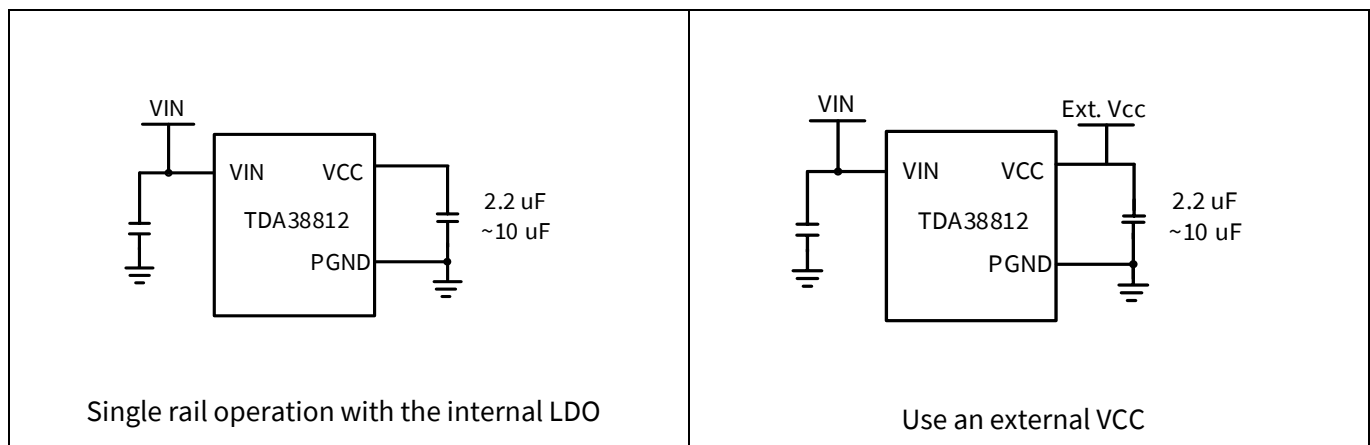 VIN
VIN
VCC
TDA38812
PGND
2.2 uF
~10 uF
Single rail operation with the internal LDO
VIN
Ext. Vcc
VIN
VCC
TDA38812
PGND
2.2 uF
~10 uF
Use an external VCC